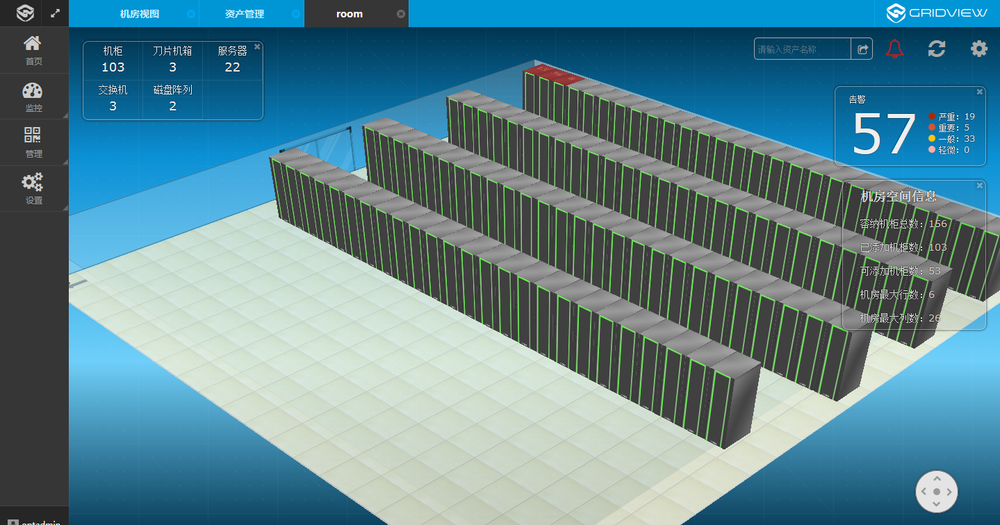 机房视图
资产管理
room
GRIDVIEW
首页
监控
管理
设置
机柜 刀片机箱 服务器
103 3 22
交换机 磁盘阵列
3 2
请输入资产名称
告警
57
严重: 19
重要: 5
一般: 33
轻微: 0
机房空间信息
容纳机柜总数: 156
已添加机柜数: 103
可添加机柜数: 53
机房最大行数: 6
机房最大列数: 26